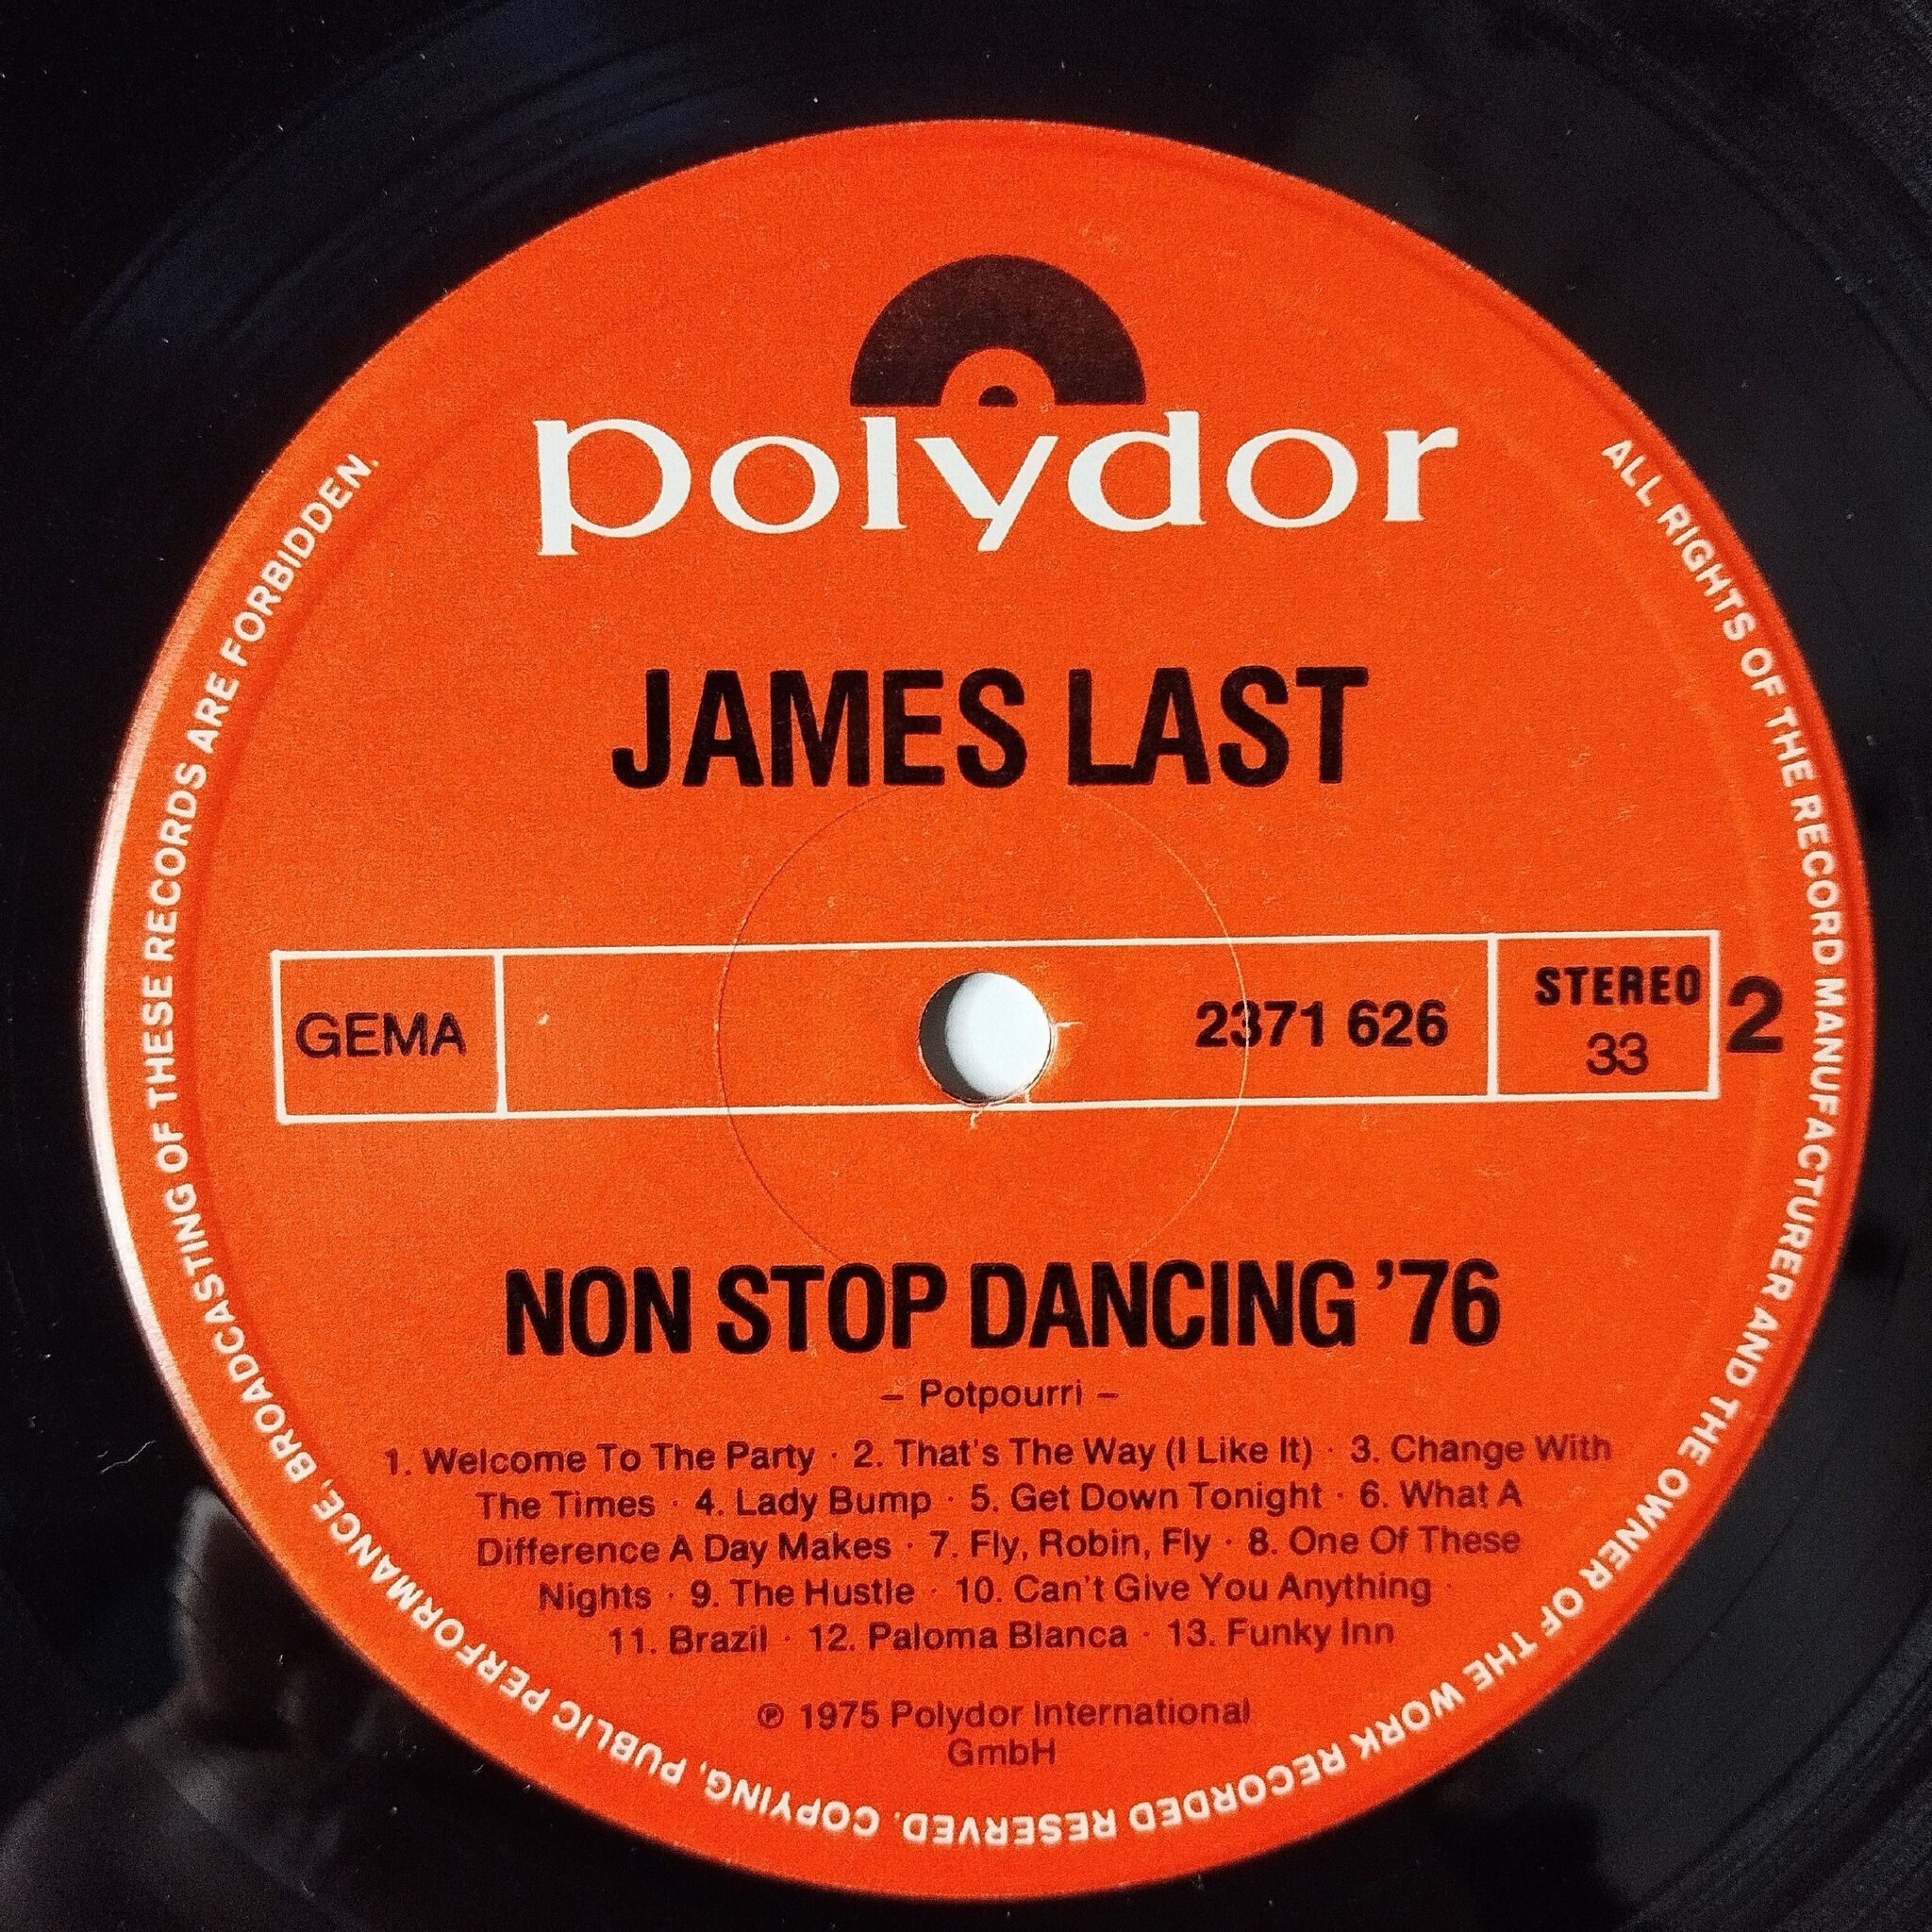 polydor
JAMES LAST
GEMA
2371 626
STEREO
33
2
NON STOP DANCING ’76
– Potpourri –
1. Welcome To The Party · 2. That's The Way (I Like It) · 3. Change With
The Times · 4. Lady Bump · 5. Get Down Tonight · 6. What A
Difference A Day Makes · 7. Fly, Robin, Fly · 8. One Of These
Nights · 9. The Hustle · 10. Can't Give You Anything ·
11. Brazil · 12. Paloma Blanca · 13. Funky Inn
℗ 1975 Polydor International
GmbH
ALL RIGHTS OF THE RECORD MANUFACTURER AND THE OWNER OF THE WORK RECORDED RESERVED. COPYING, PUBLIC PERFORMANCE, BROADCASTING OF THESE RECORDS ARE FORBIDDEN.